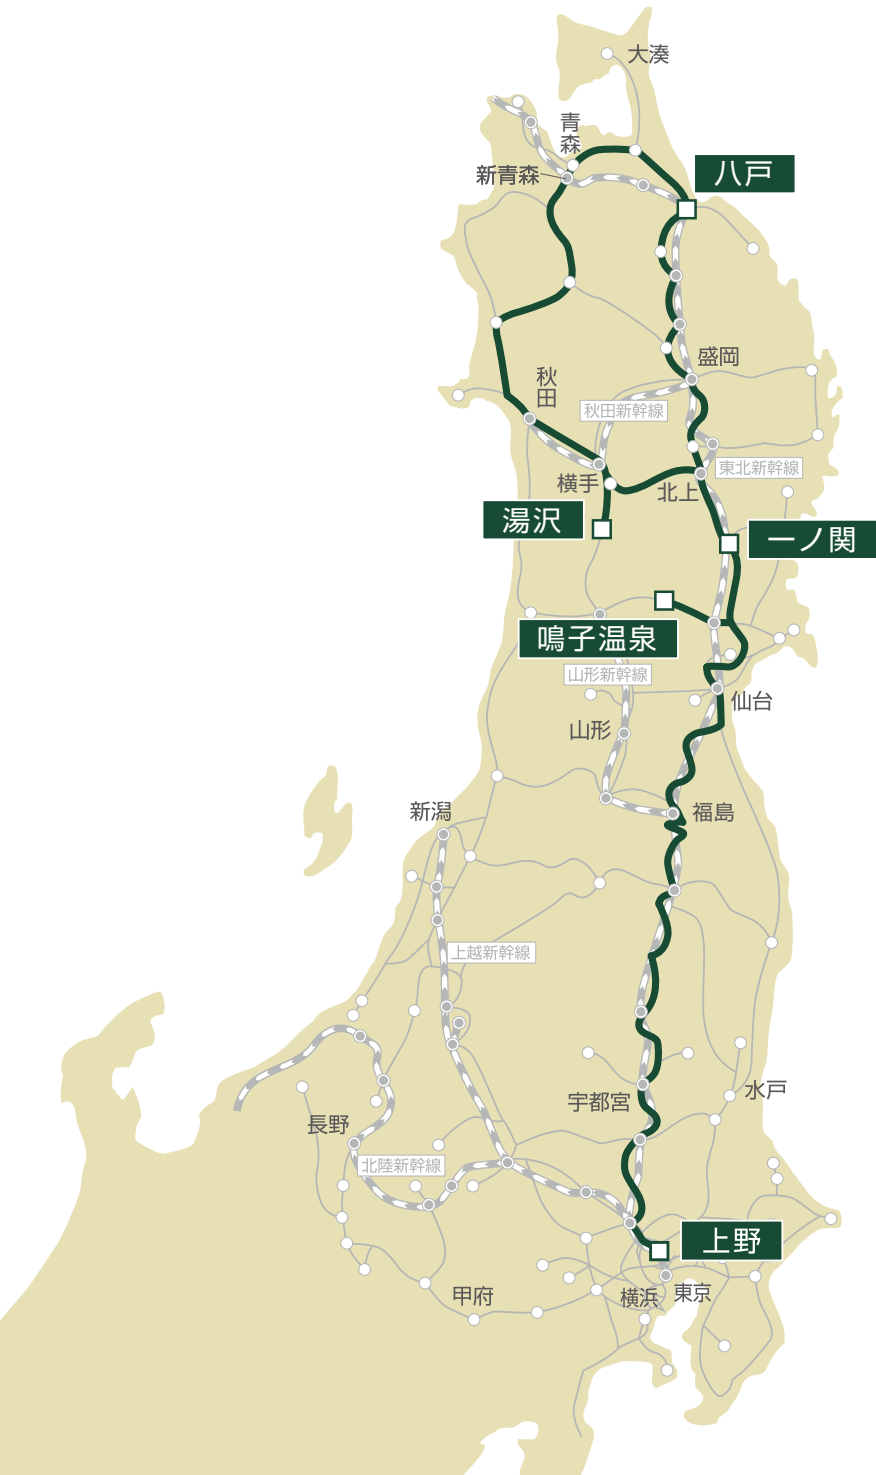 大湊
青森
新青森
八戸
盛岡
秋田
秋田新幹線
東北新幹線
横手
北上
湯沢
一ノ関
鳴子温泉
山形新幹線
仙台
山形
福島
新潟
上越新幹線
水戸
宇都宮
長野
北陸新幹線
上野
東京
横浜
甲府